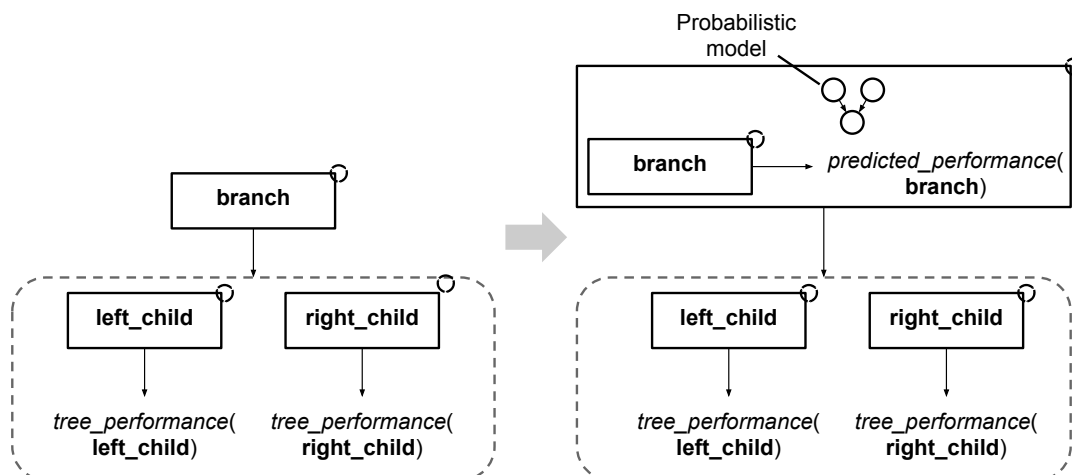 branch
left_child
right_child
tree_performance(
left_child)
tree_performance(
right_child)
Probabilistic
model
branch
predicted_performance(
branch)
left_child
right_child
tree_performance(
left_child)
tree_performance(
right_child)